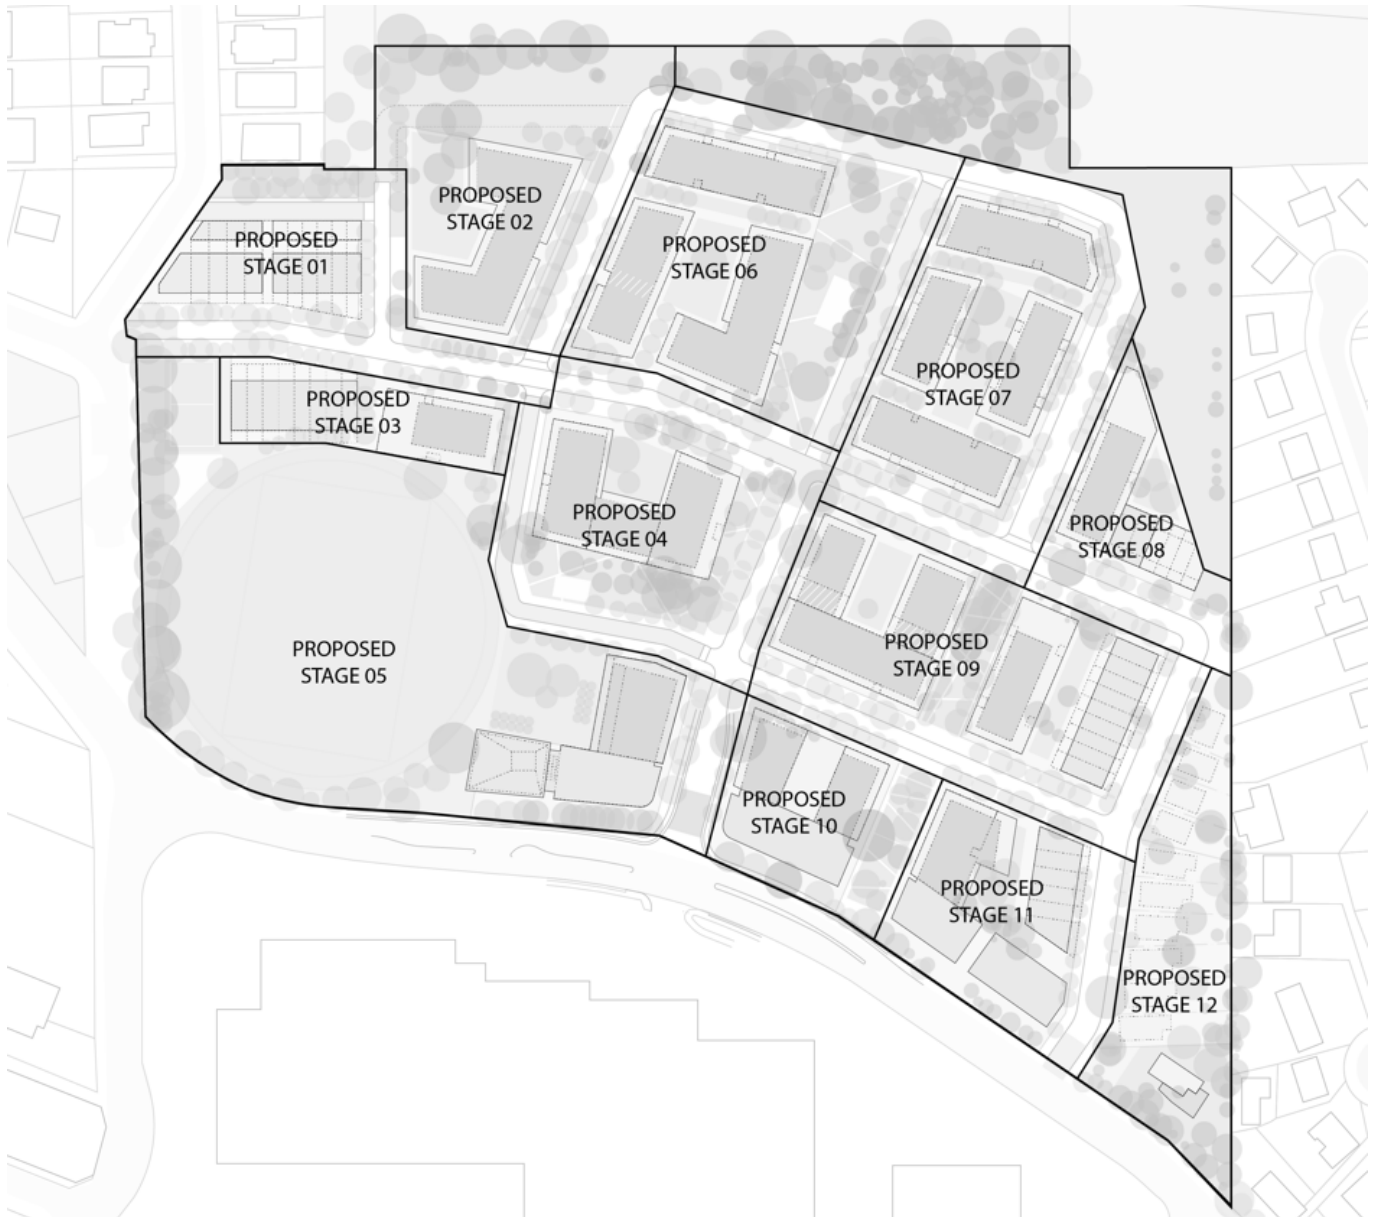 PROPOSED
STAGE 01
PROPOSED
STAGE 02
PROPOSED
STAGE 03
PROPOSED
STAGE 04
PROPOSED
STAGE 05
PROPOSED
STAGE 06
PROPOSED
STAGE 07
PROPOSED
STAGE 08
PROPOSED
STAGE 09
PROPOSED
STAGE 10
PROPOSED
STAGE 11
PROPOSED
STAGE 12